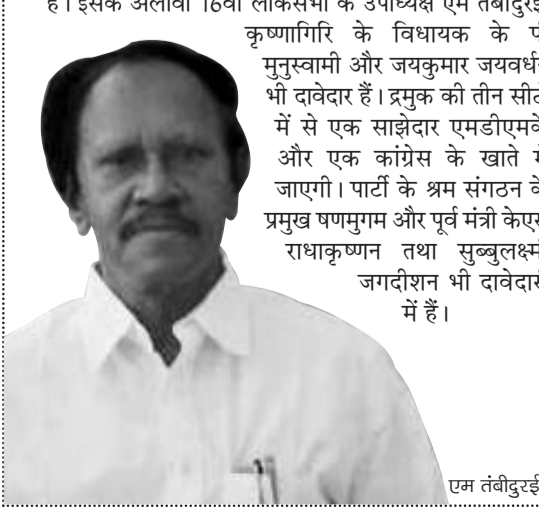 है। इसके अलावा 16वीं लोकसभा के उपाध्यक्ष एम तंबीदुरई
कृष्णागिरि के विधायक के पी
मुनुस्वामी और जयकुमार जयवर्धन
भी दावेदार हैं। द्रमुक की तीन सीटों
में से एक साझेदार एमडीएमके
और एक कांग्रेस के खाते में
जाएगी। पार्टी के श्रम संगठन के
प्रमुख षणमुगम और पूर्व मंत्री केएस
राधाकृष्णन तथा सुब्बुलक्ष्मी
जगदीशन भी दावेदारों
में हैं।
एम तंबीदुरई